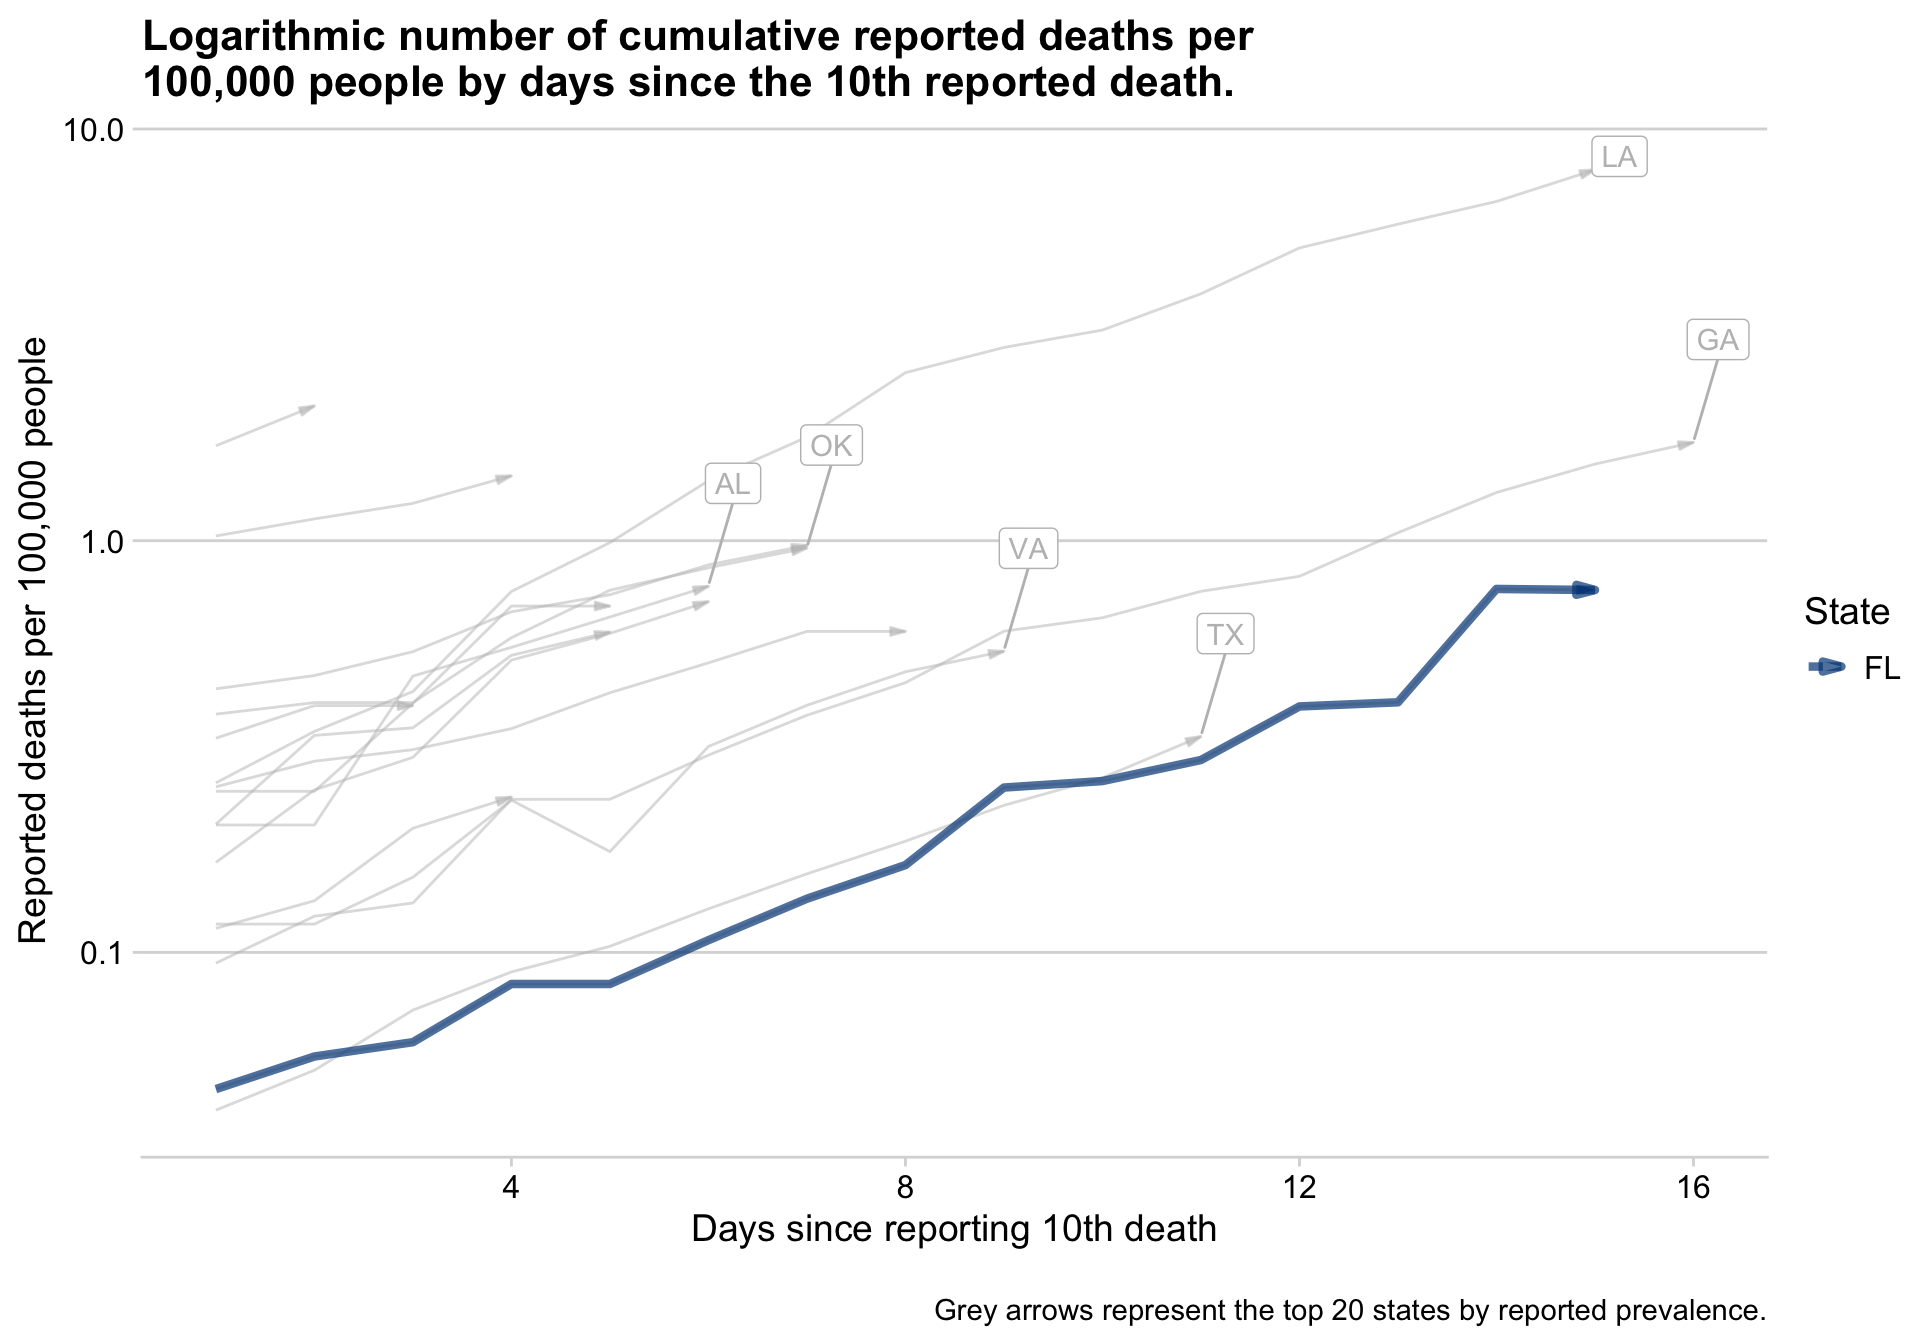 Logarithmic number of cumulative reported deaths per
100,000 people by days since the 10th reported death.
10.0
1.0
0.1
Reported deaths per 100,000 people
LA
GA
OK
AL
VA
TX
State
FL
4
8
12
16
Days since reporting 10th death
Grey arrows represent the top 20 states by reported prevalence.